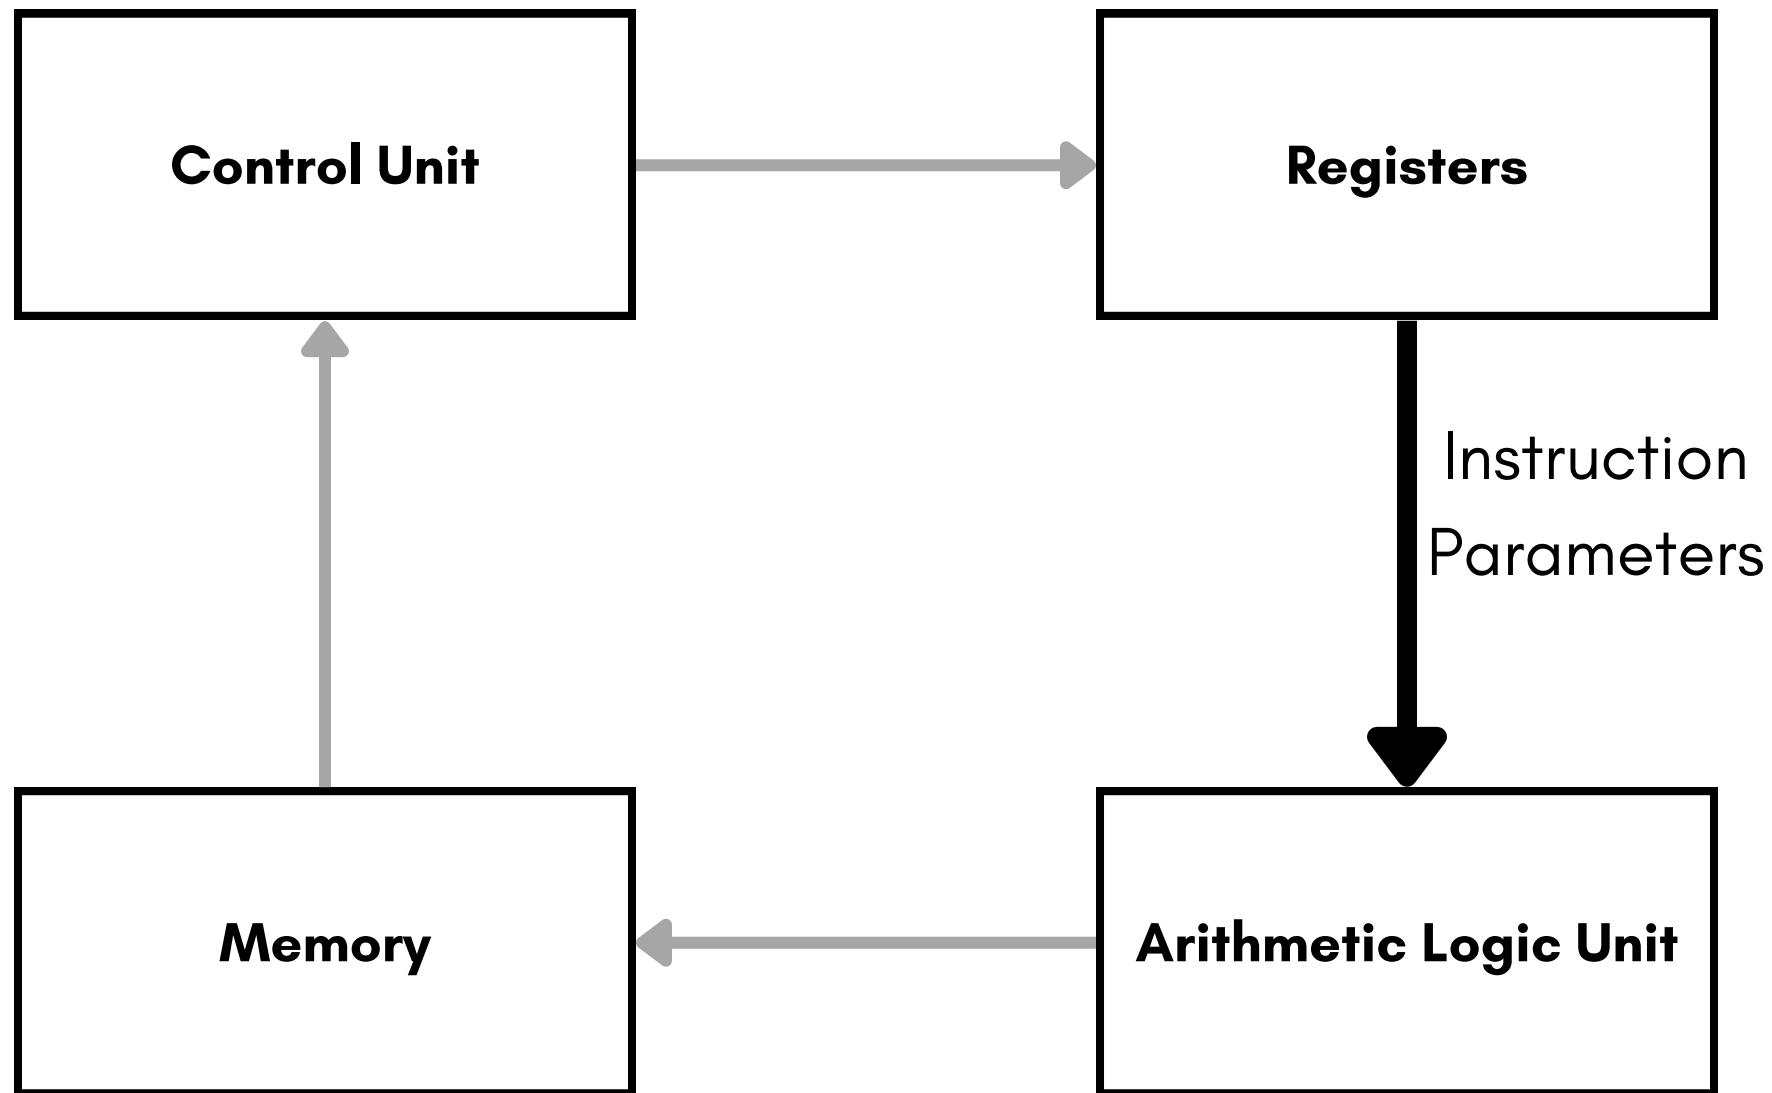 Control Unit
Registers
Instruction
Parameters
Memory
Arithmetic Logic Unit